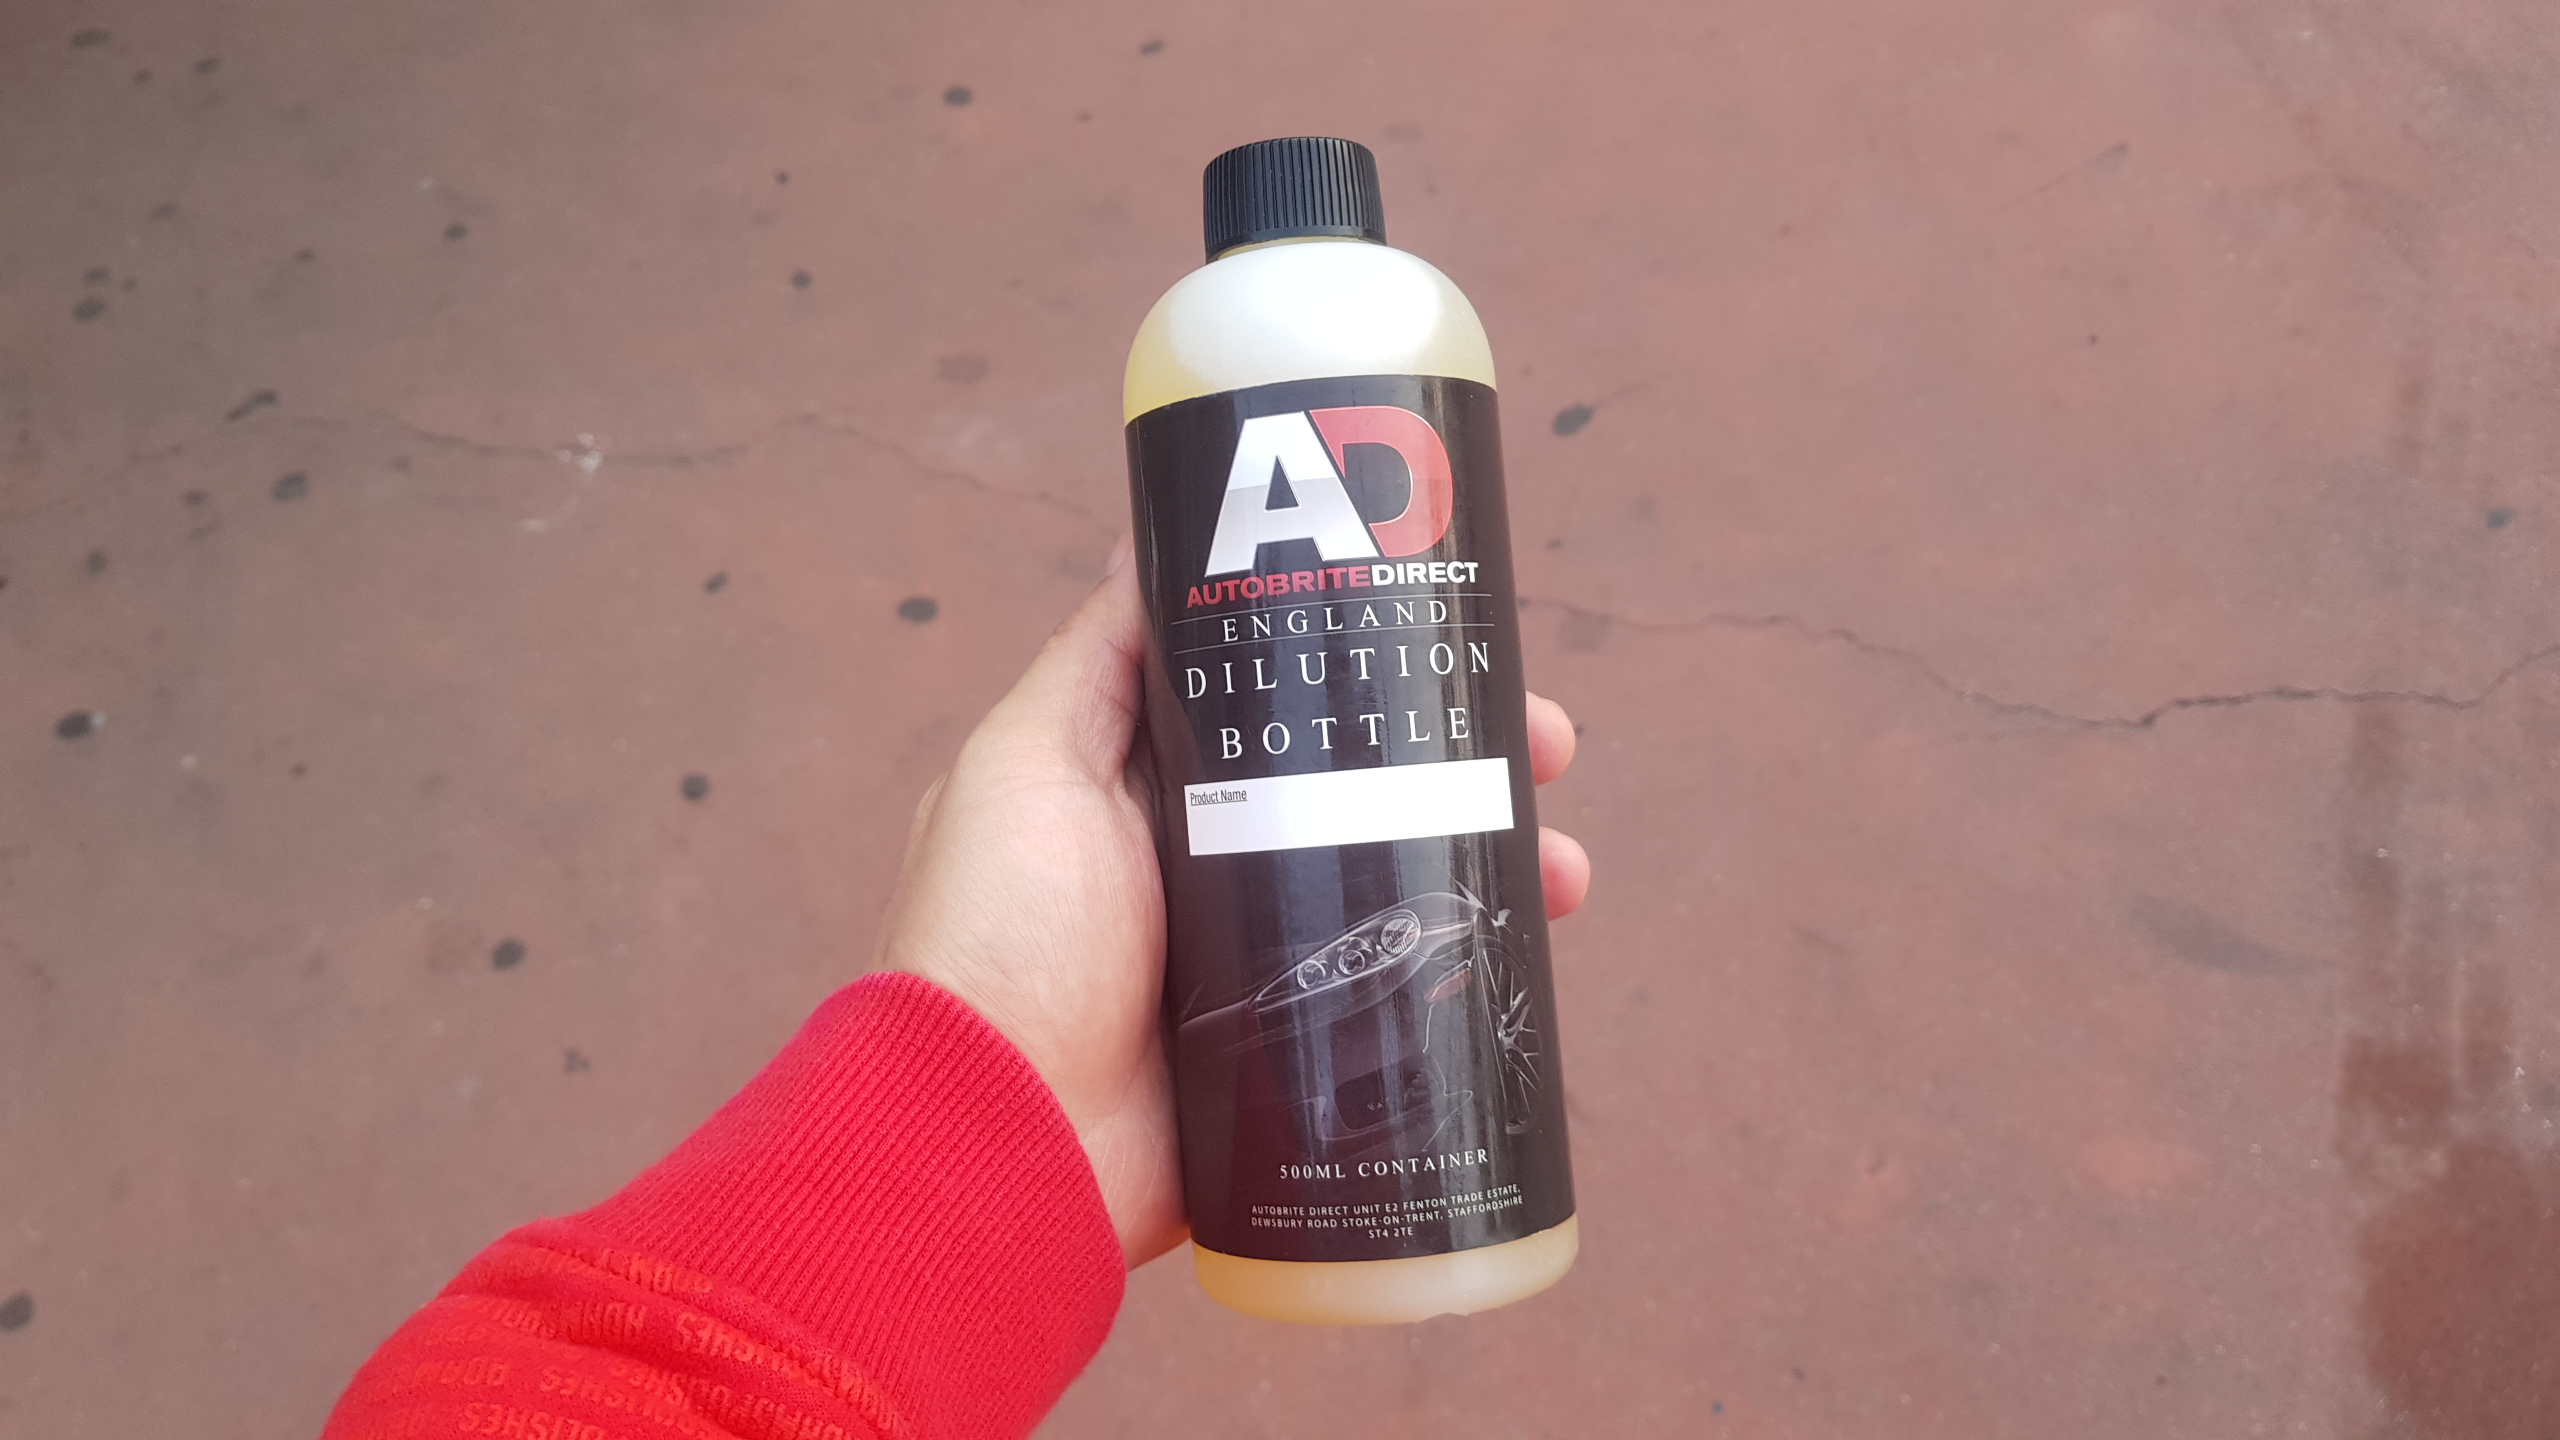 AD
AUTOBRITEDIRECT
ENGLAND
DILUTION
BOTTLE
Product Name
500ML CONTAINER
AUTOBRITE DIRECT UNIT E2 FENTON TRADE ESTATE,
DEWSBURY ROAD STOKE-ON-TRENT, STAFFORDSHIRE
ST4 2TE